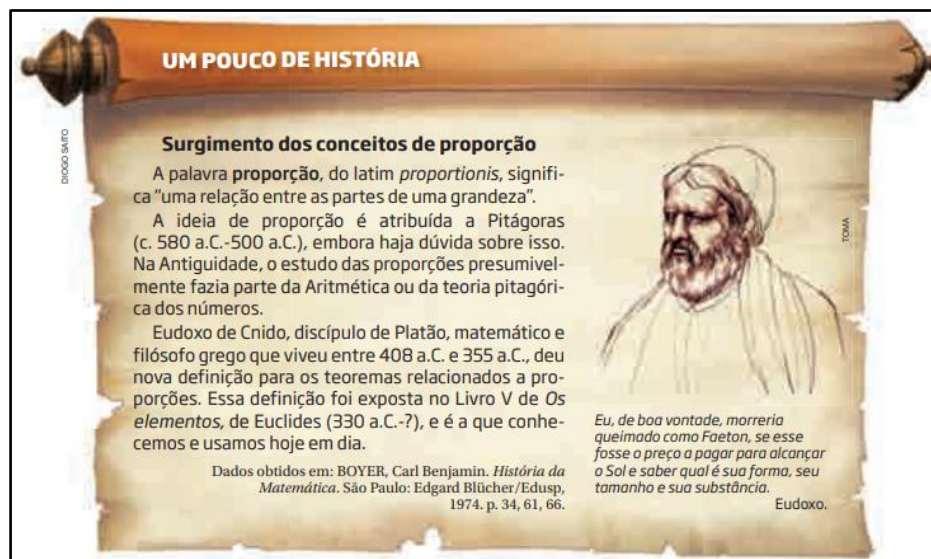 UM POUCO DE HISTÓRIA
DIOGO SAITO
Surgimento dos conceitos de proporção
A palavra proporção, do latim proportionis, signifi-
ca "uma relação entre as partes de uma grandeza".
A ideia de proporção é atribuída a Pitágoras
(c. 580 a.C.-500 a.C.), embora haja dúvida sobre isso.
Na Antiguidade, o estudo das proporções presumivel-
mente fazia parte da Aritmética ou da teoria pitagóri-
ca dos números.
Eudoxo de Cnido, discípulo de Platão, matemático e
filósofo grego que viveu entre 408 a.C. e 355 a.C., deu
nova definição para os teoremas relacionados a pro-
porções. Essa definição foi exposta no Livro V de Os
elementos, de Euclides (330 a.C.-?), e é a que conhe-
cemos e usamos hoje em dia.
Dados obtidos em: BOYER, Carl Benjamin. História da
Matemática. São Paulo: Edgard Blücher/Edusp,
1974. p. 34, 61, 66.
TOMA
Eu, de boa vontade, morreria
queimado como Faeton, se esse
fosse o preço a pagar para alcançar
o Sol e saber qual é sua forma, seu
tamanho e sua substância.
Eudoxo.